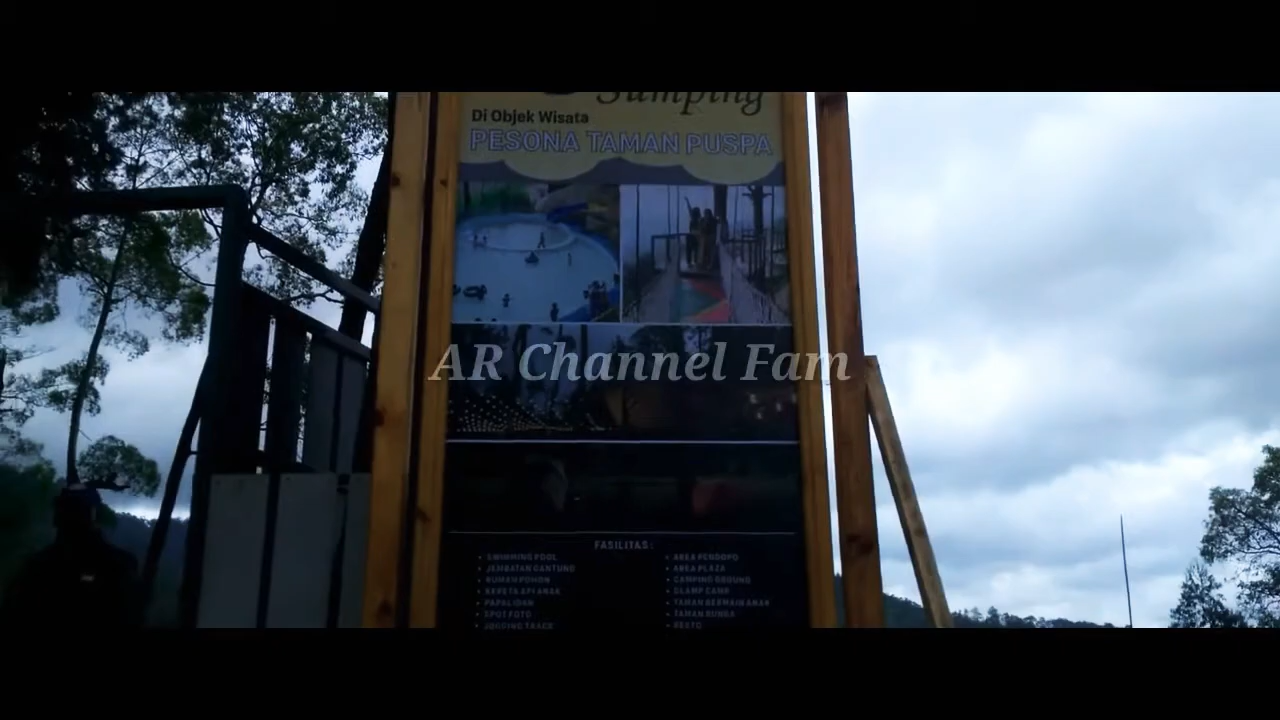 Sumping
Di Objek Wisata
PESONA TAMAN PUSPA
AR Channel Fam
FASILITAS:
• SWIMMING POOL
• JEMBATAN GANTUNG
• RUMAH POHON
• KERETA API ANAK
• SPOT FOTO
• JOGGING TRACK
• AREA PENDOPO
• AREA PLAZA
• CAMPING GROUND
• GLAMP CAMP
• TAMAN BERMAIN ANAK
• TAMAN BUNGA
• RESTO